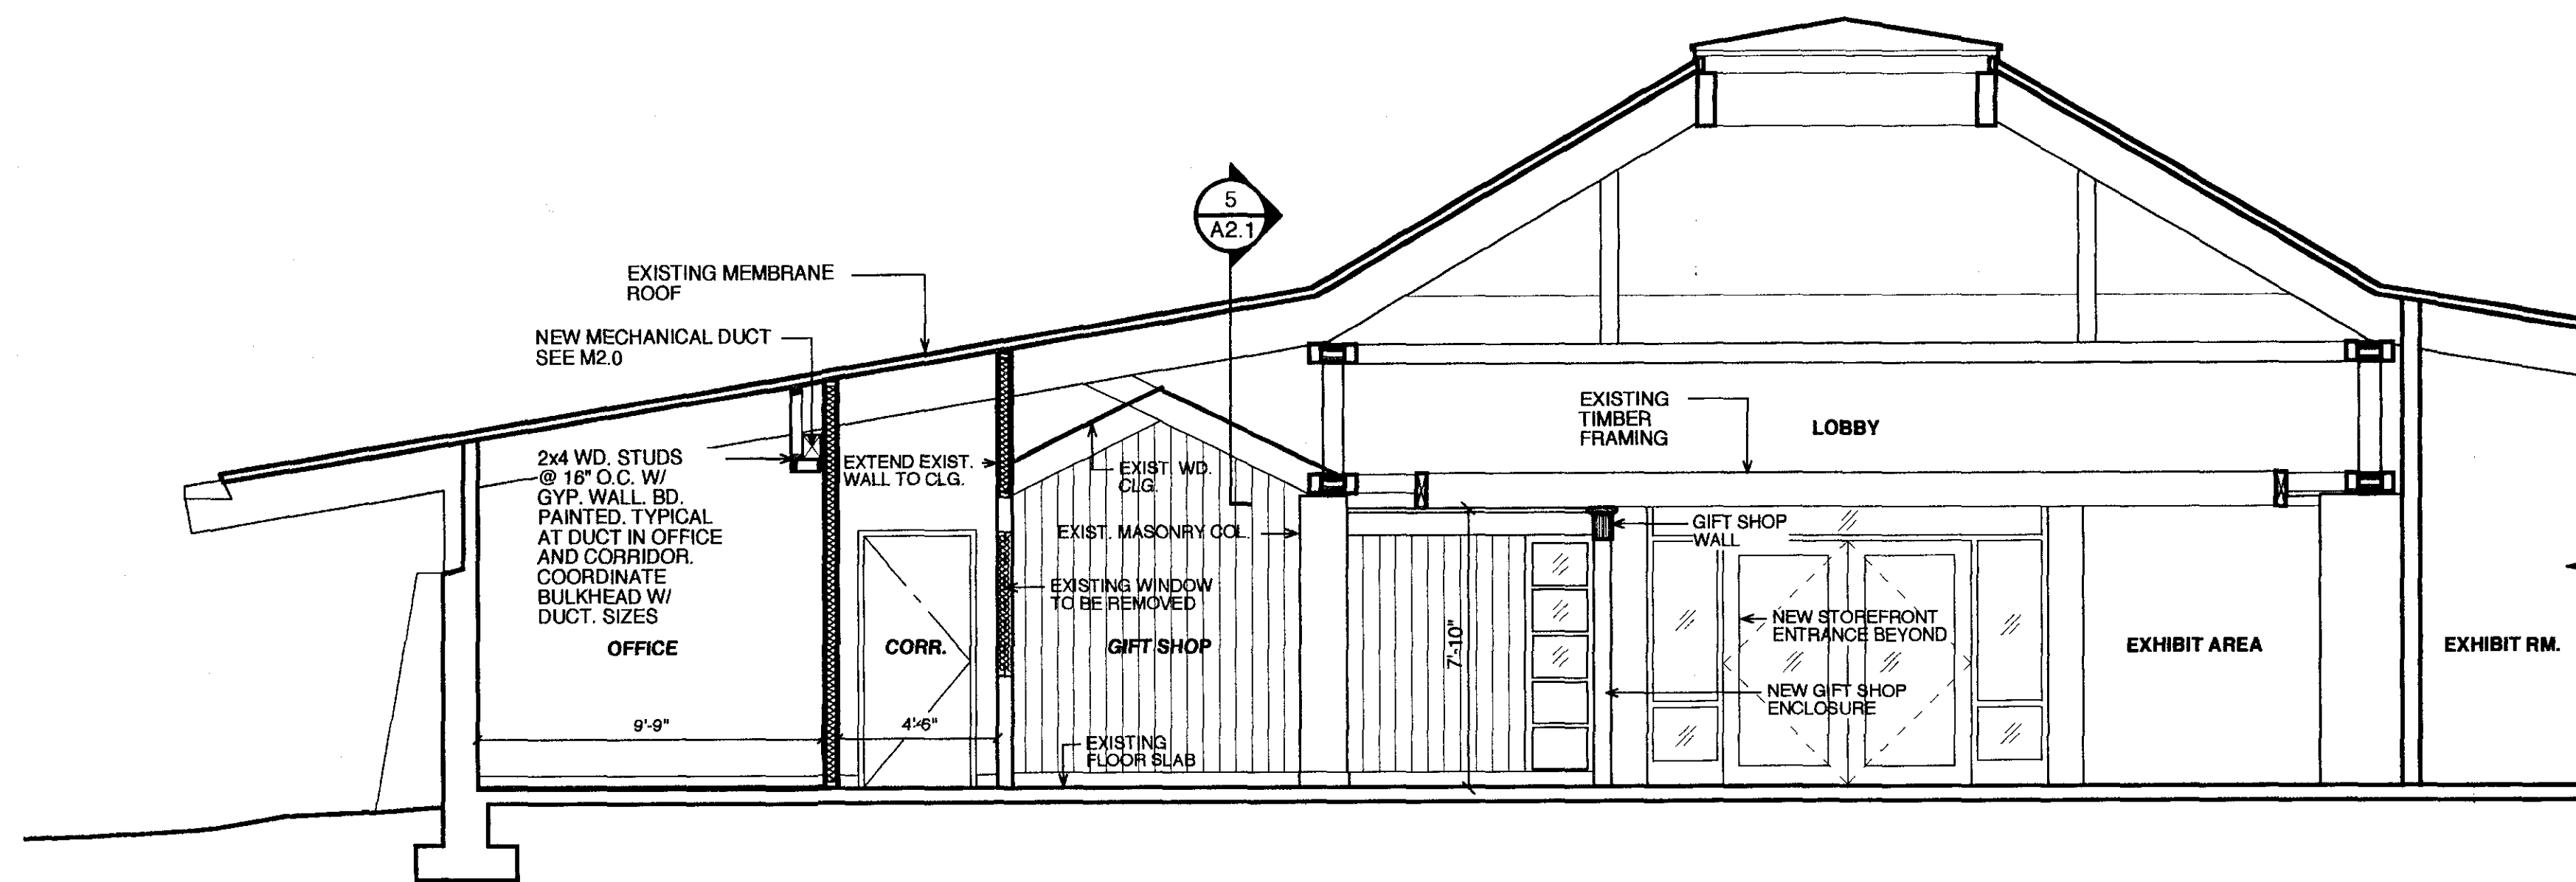 5
A2.1
EXISTING MEMBRANE
ROOF
NEW MECHANICAL DUCT
SEE M2.0
2x4 WD. STUDS
@ 16" O.C. W/
GYP. WALL. BD.
PAINTED. TYPICAL
AT DUCT IN OFFICE
AND CORRIDOR.
COORDINATE
BULKHEAD W/
DUCT. SIZES
OFFICE
9'-9"
EXTEND EXIST.
WALL TO CLG.
CORR.
4'-6"
EXIST. WD.
CLG.
EXIST. MASONRY COL.
EXISTING WINDOW
TO BE REMOVED
GIFT SHOP
EXISTING
FLOOR SLAB
7'-10"
EXISTING
TIMBER
FRAMING
LOBBY
GIFT SHOP
WALL
NEW STOREFRONT
ENTRANCE BEYOND
NEW GIFT SHOP
ENCLOSURE
EXHIBIT AREA
EXHIBIT RM.